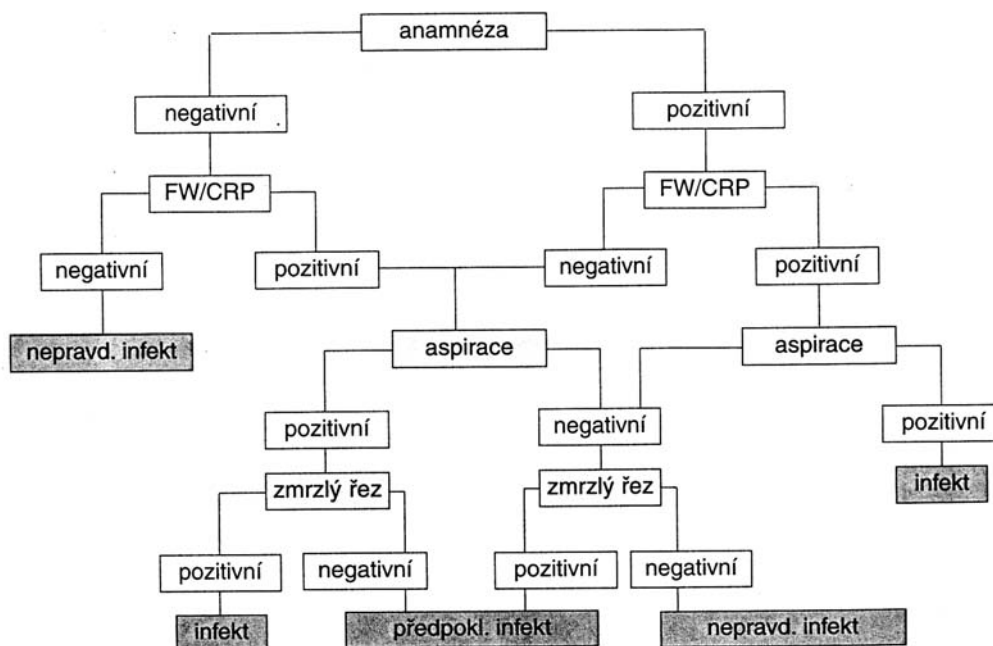 anamnéza
negativní
pozitivní
FW/CRP
FW/CRP
negativní
pozitivní
negativní
pozitivní
nepravd. infekt
aspirace
aspirace
pozitivní
negativní
pozitivní
zmrzlý řez
zmrzlý řez
infekt
pozitivní
negativní
pozitivní
negativní
infekt
předpokl. infekt
nepravd. infekt